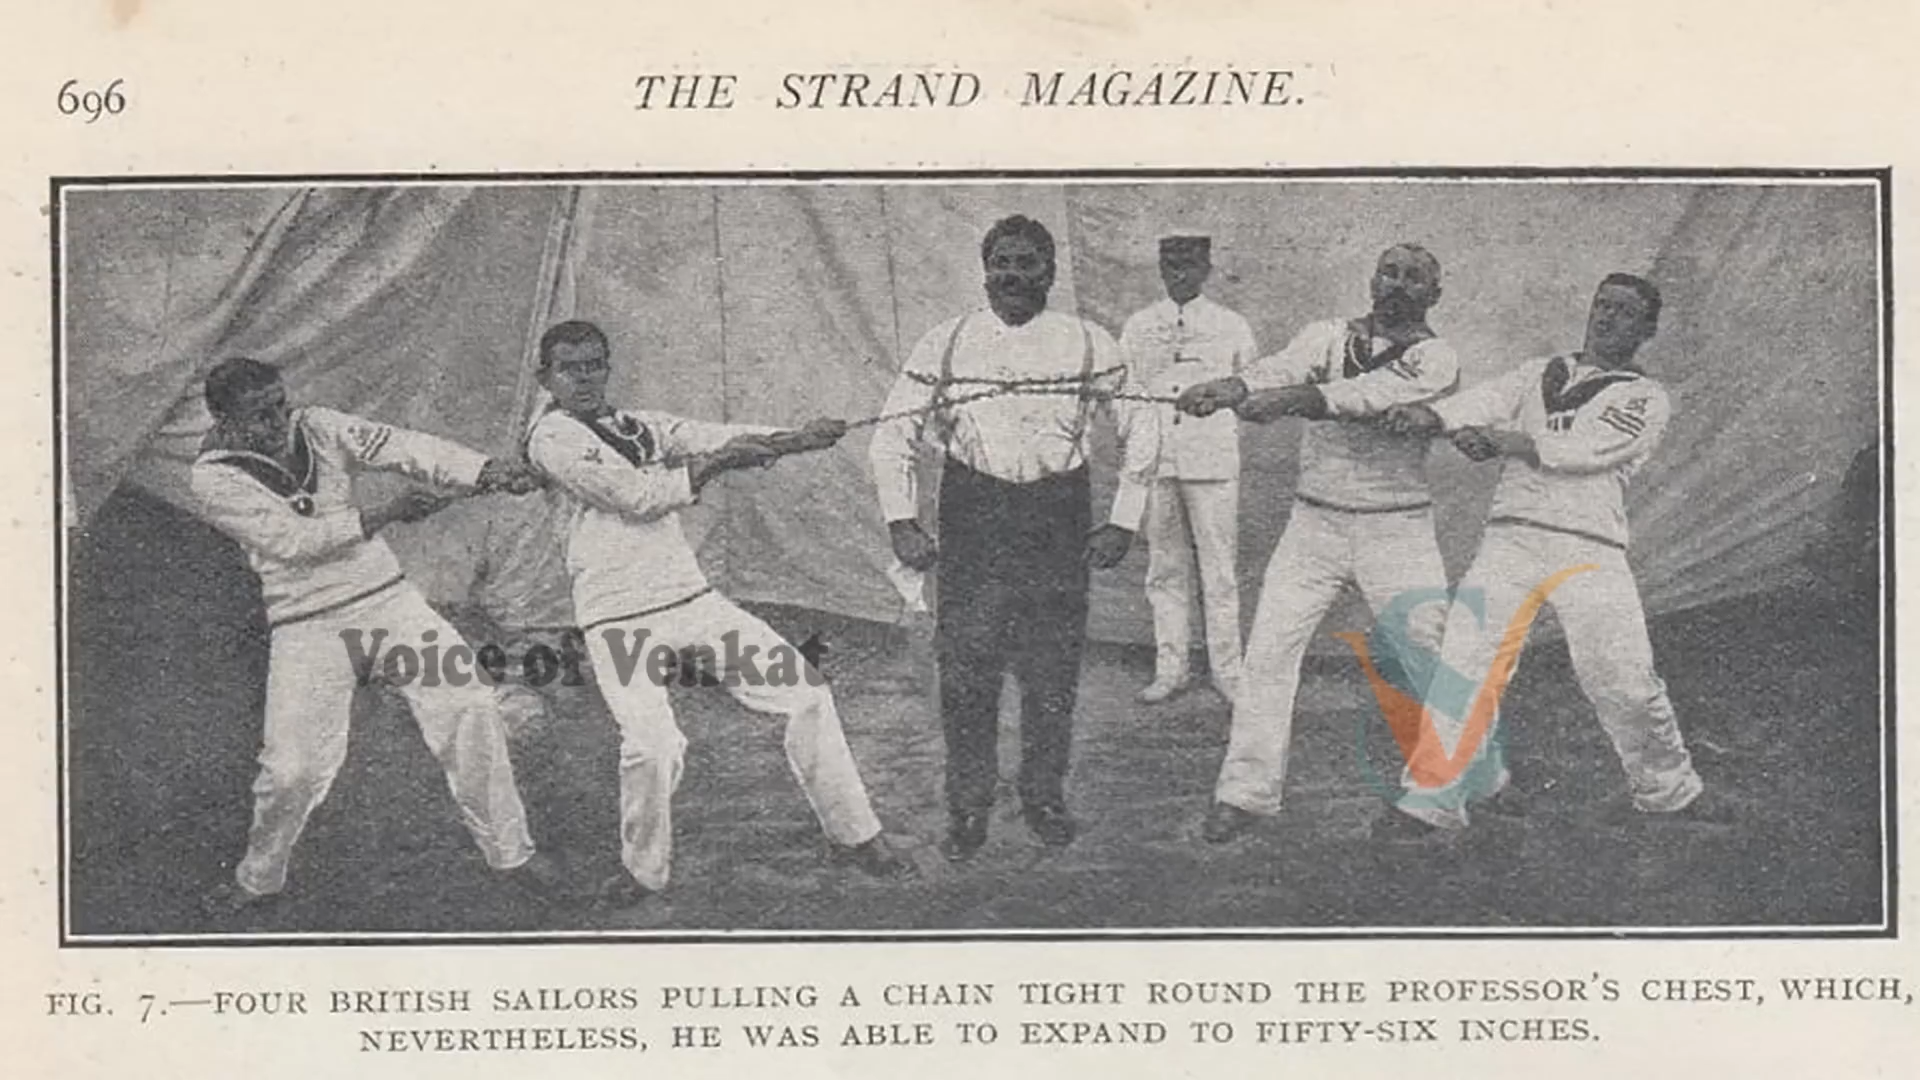 696
THE STRAND MAGAZINE.
Voice of Venkat
SV
FIG. 7.—FOUR BRITISH SAILORS PULLING A CHAIN TIGHT ROUND THE PROFESSOR'S CHEST, WHICH,
NEVERTHELESS, HE WAS ABLE TO EXPAND TO FIFTY-SIX INCHES.